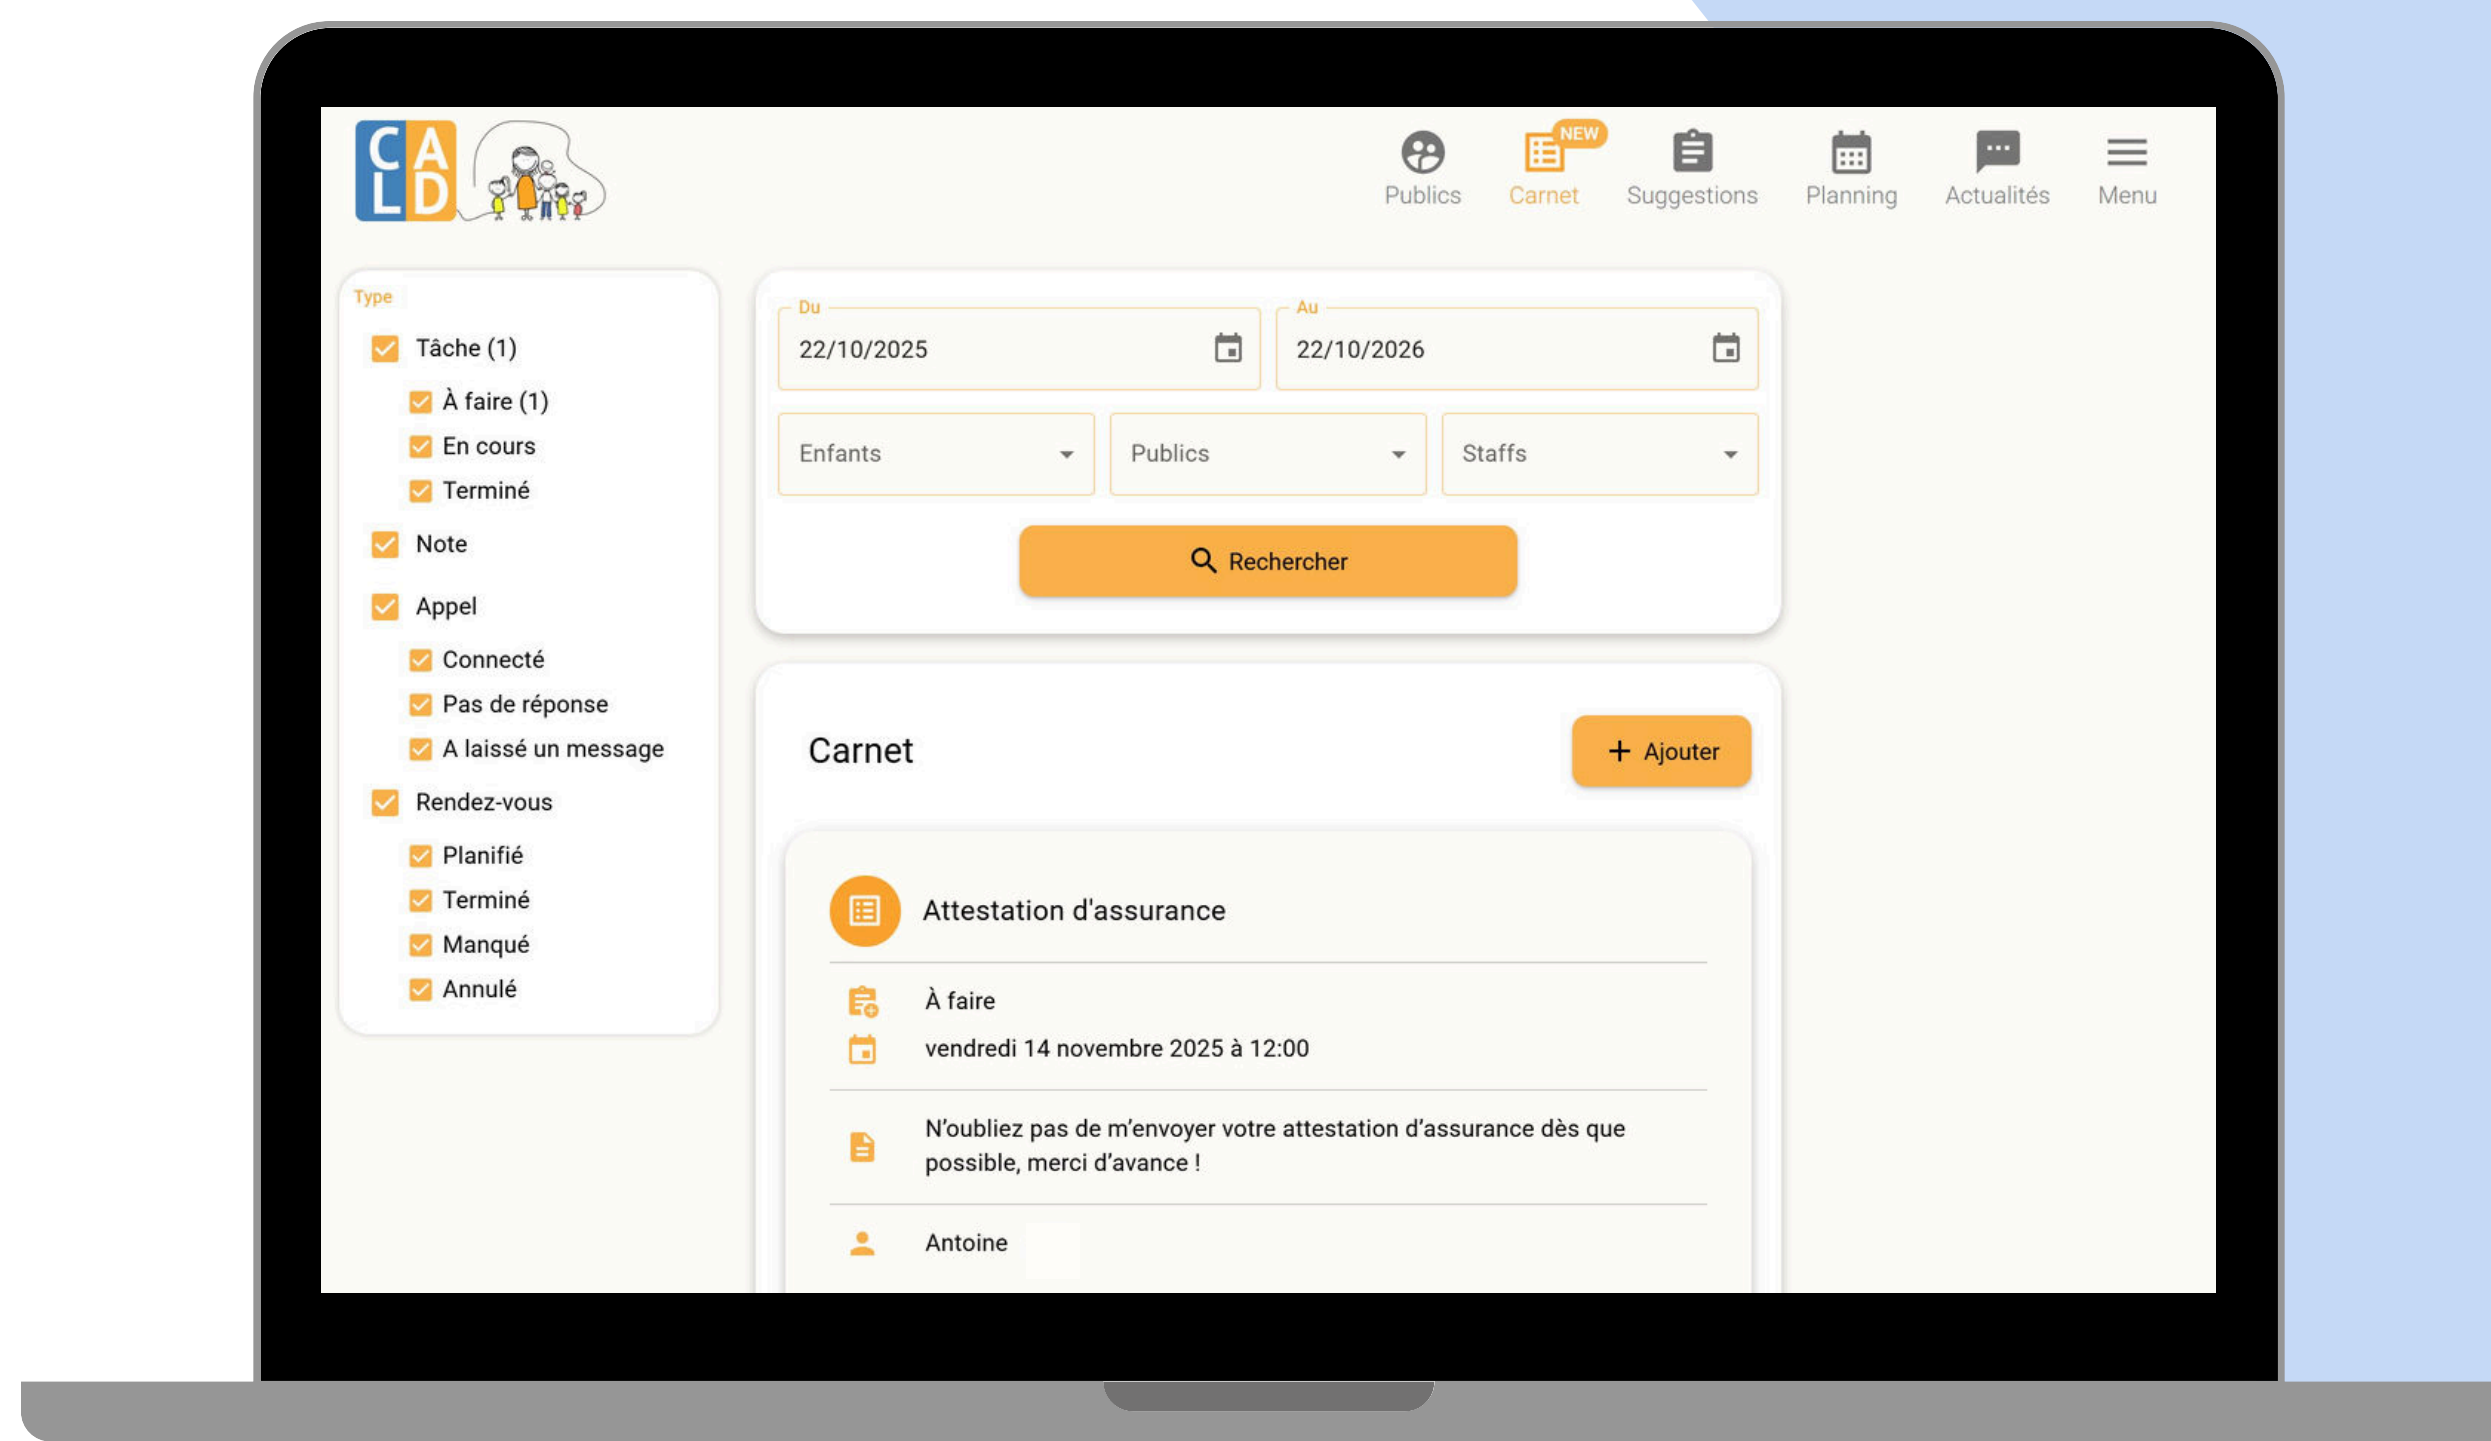 CA
LD
Publics
NEW
Carnet
Suggestions
Planning
Actualités
Menu
Type
Tâche (1)
À faire (1)
En cours
Terminé
Note
Appel
Connecté
Pas de réponse
A laissé un message
Rendez-vous
Planifié
Terminé
Manqué
Annulé
Du
22/10/2025
Au
22/10/2026
Enfants
Publics
Staffs
Rechercher
Carnet
+ Ajouter
Attestation d'assurance
À faire
vendredi 14 novembre 2025 à 12:00
N’oubliez pas de m’envoyer votre attestation d’assurance dès que
possible, merci d’avance !
Antoine